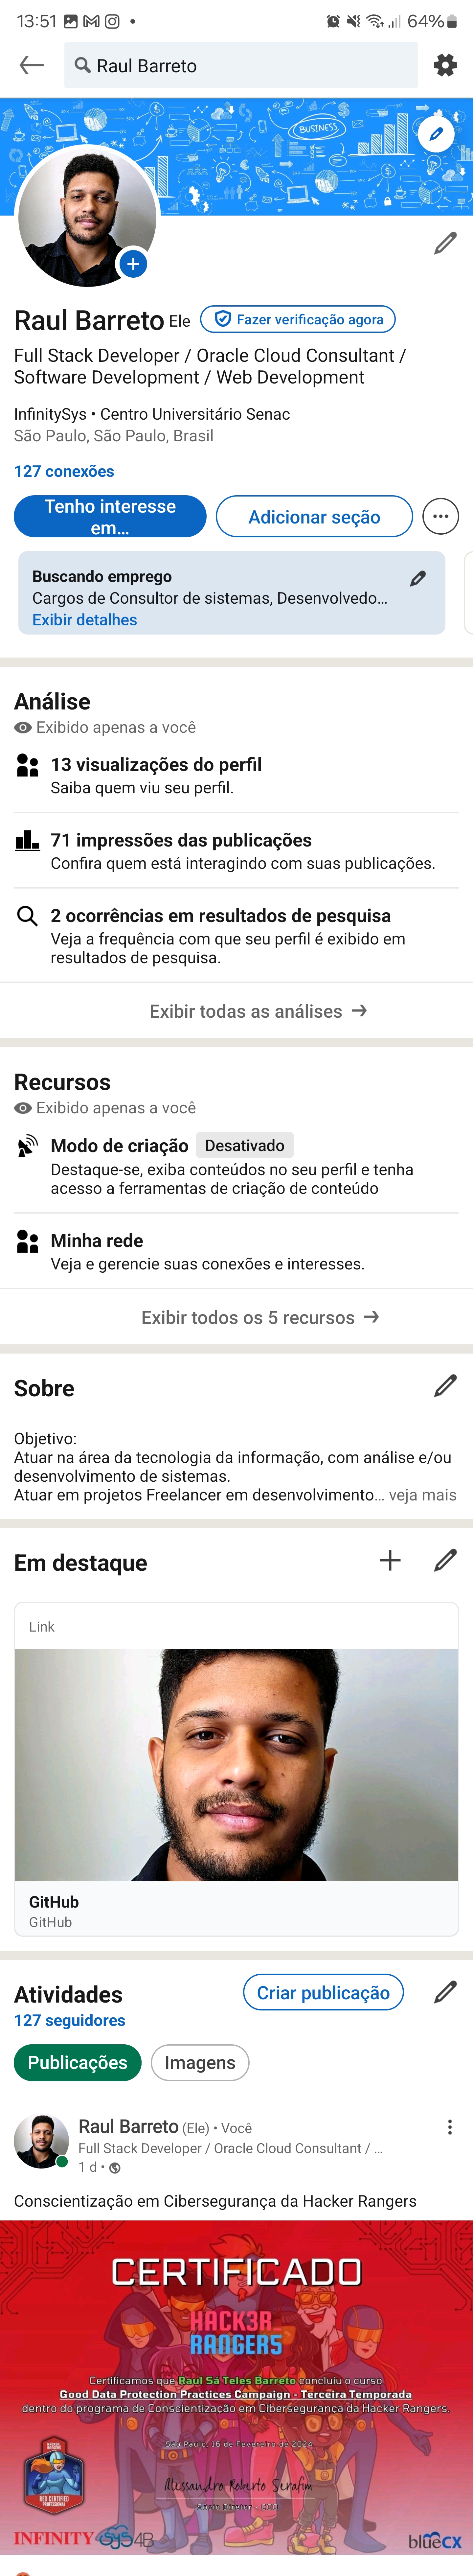 13:51
64%
Raul Barreto
BUSINESS
Raul Barreto Ele Fazer verificação agora
Full Stack Developer / Oracle Cloud Consultant /
Software Development / Web Development
InfinitySys • Centro Universitário Senac
São Paulo, São Paulo, Brasil
127 conexões
Tenho interesse
em...
Adicionar seção
Buscando emprego
Cargos de Consultor de sistemas, Desenvolvedo...
Exibir detalhes
Análise
Exibido apenas a você
13 visualizações do perfil
Saiba quem viu seu perfil.
71 impressões das publicações
Confira quem está interagindo com suas publicações.
2 ocorrências em resultados de pesquisa
Veja a frequência com que seu perfil é exibido em
resultados de pesquisa.
Exibir todas as análises
Recursos
Exibido apenas a você
Modo de criação Desativado
Destaque-se, exiba conteúdos no seu perfil e tenha
acesso a ferramentas de criação de conteúdo
Minha rede
Veja e gerencie suas conexões e interesses.
Exibir todos os 5 recursos
Sobre
Objetivo:
Atuar na área da tecnologia da informação, com análise e/ou
desenvolvimento de sistemas.
Atuar em projetos Freelancer em desenvolvimento... veja mais
Em destaque
Link
GitHub
GitHub
Atividades
Criar publicação
127 seguidores
Publicações
Imagens
Raul Barreto (Ele) • Você
Full Stack Developer / Oracle Cloud Consultant / ...
1 d •
Conscientização em Cibersegurança da Hacker Rangers
CERTIFICADO
HACK3R
RANGER5
Certificamos que Raul Sá Teles Barreto concluiu o curso
Good Data Protection Practices Campaign - Terceira Temporada
dentro do programa de Conscientização em Cibersegurança da Hacker Rangers.
São Paulo, 16 de Fevereiro de 2024
Alessandro Roberto Serafim
RED CERTIFIED
PROFESSIONAL
INFINITY SYS4B
blueCX